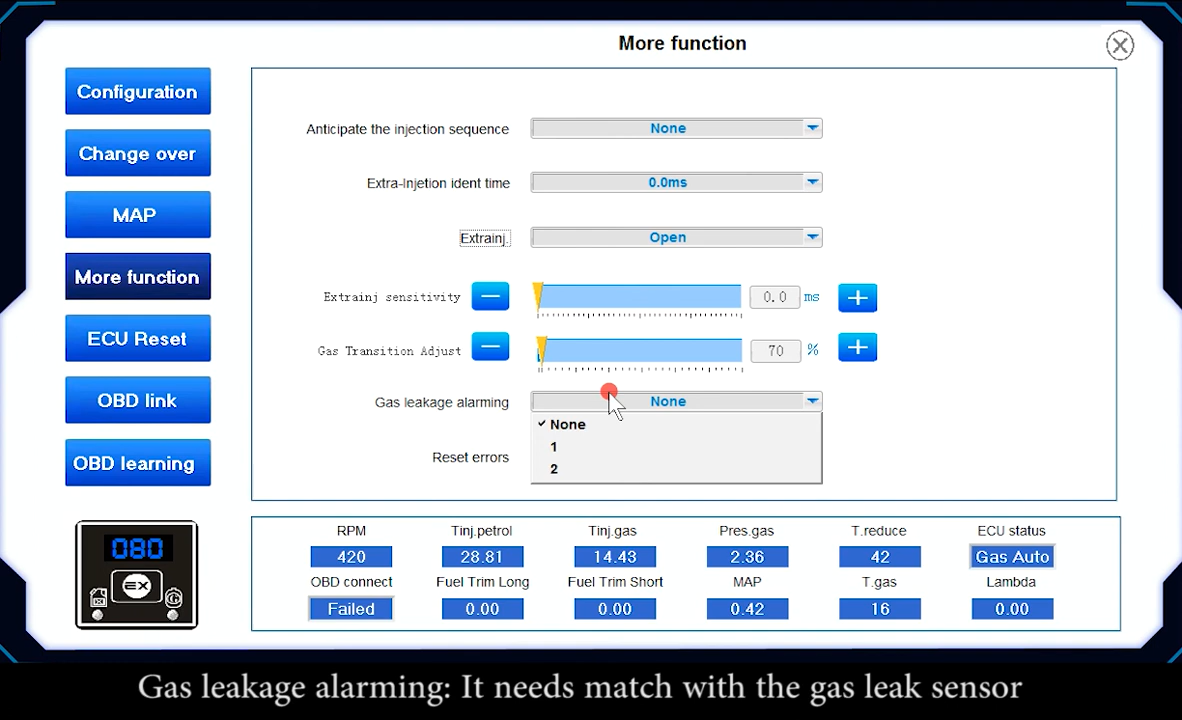 More function
Configuration
Change over
MAP
More function
ECU Reset
OBD link
OBD learning
Anticipate the injection sequence None
Extra-Injetion ident time 0.0ms
Extrainj. Open
Extrainj sensitivity 0.0 ms
Gas Transition Adjust 70 %
Gas leakage alarming None
None
1
2
Reset errors
RPM Tinj.petrol Tinj.gas Pres.gas T.reduce ECU status
420 28.81 14.43 2.36 42 Gas Auto
OBD connect Fuel Trim Long Fuel Trim Short MAP T.gas Lambda
Failed 0.00 0.00 0.42 16 0.00
080
EX
G
Gas leakage alarming: It needs match with the gas leak sensor